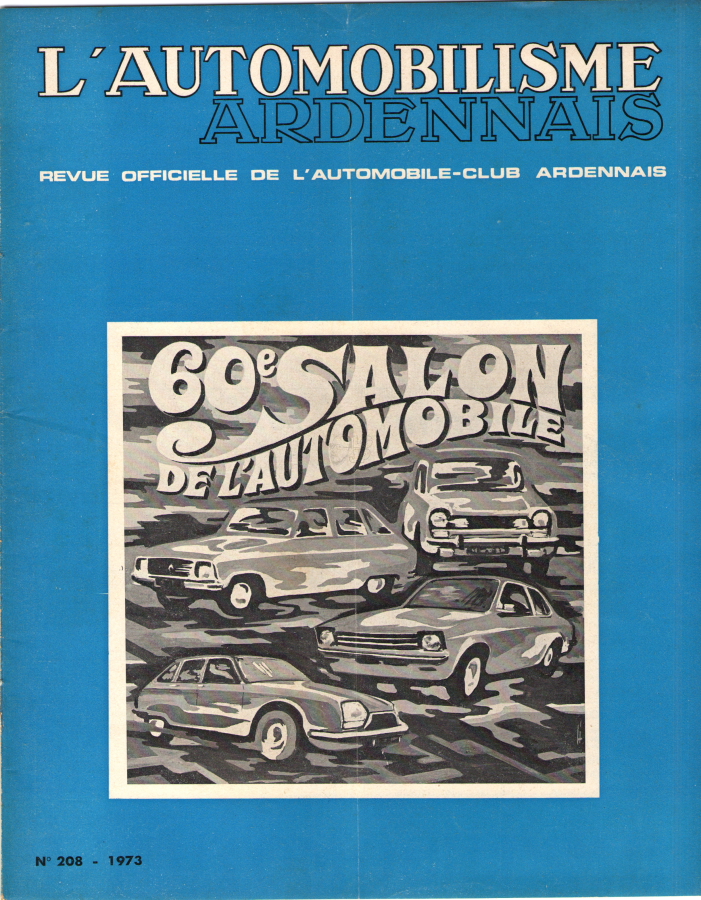 L'AUTOMOBILISME
ARDENNAIS
REVUE OFFICIELLE DE L'AUTOMOBILE-CLUB ARDENNAIS
60e SALON
DE L'AUTOMOBILE
N° 208 - 1973